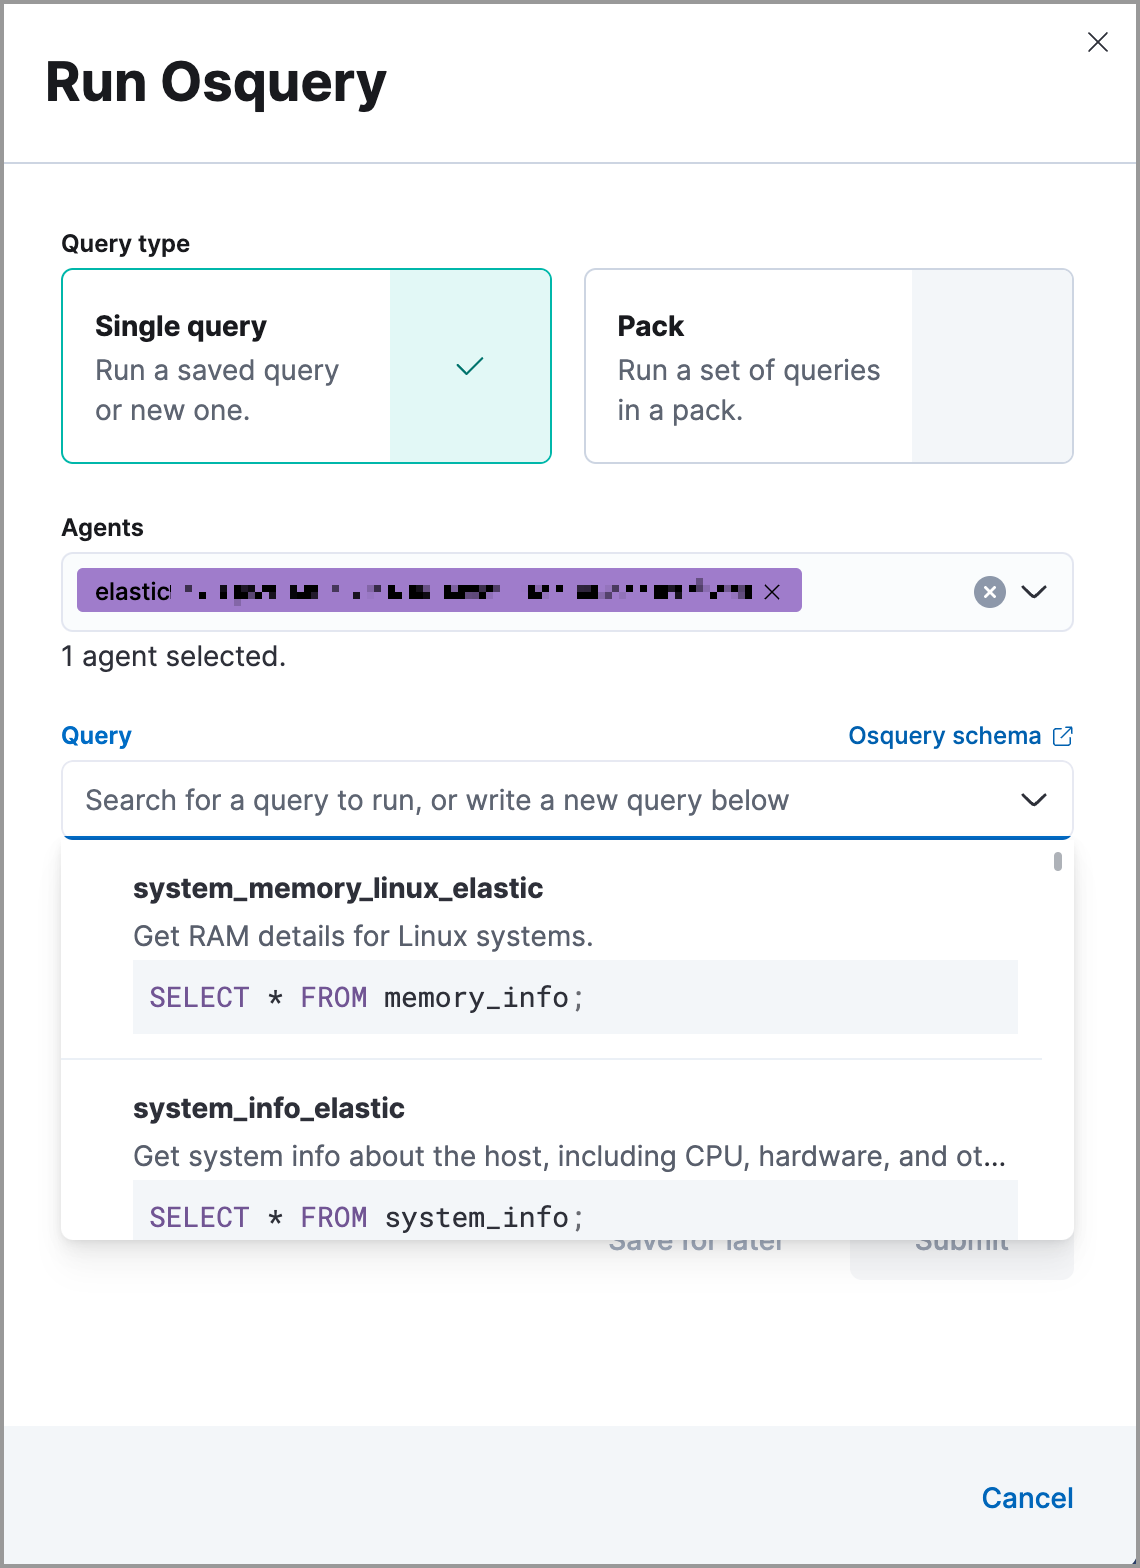 Run Osquery
Query type
Single query
Run a saved query
or new one.
Pack
Run a set of queries
in a pack.
Agents
elastic
1 agent selected.
Query
Osquery schema
Search for a query to run, or write a new query below
system_memory_linux_elastic
Get RAM details for Linux systems.
SELECT * FROM memory_info;
system_info_elastic
Get system info about the host, including CPU, hardware, and ot...
SELECT * FROM system_info;
Save for later
Submit
Cancel